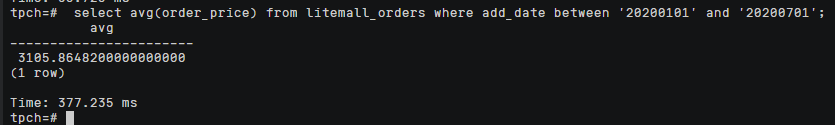 tpch=#  select avg(order_price) from litemall_orders where add_date between '20200101' and '20200701';
avg
-----------------------
3105.8648200000000000
(1 row)
Time: 377.235 ms
tpch=#